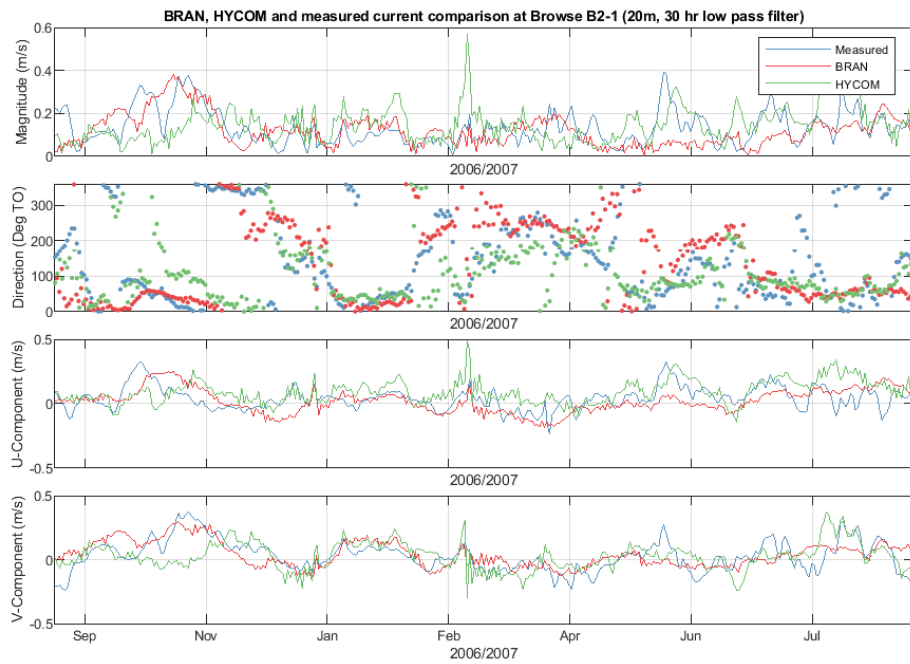 BRAN, HYCOM and measured current comparison at Browse B2-1 (20m, 30 hr low pass filter)
0.6
0.4
0.2
0
Magnitude (m/s)
Measured
BRAN
HYCOM
2006/2007
300
200
100
0
Direction (Deg TO)
2006/2007
0.5
0
-0.5
U-Component (m/s)
2006/2007
0.5
0
-0.5
V-Component (m/s)
Sep Nov Jan Feb Apr Jun Jul
2006/2007